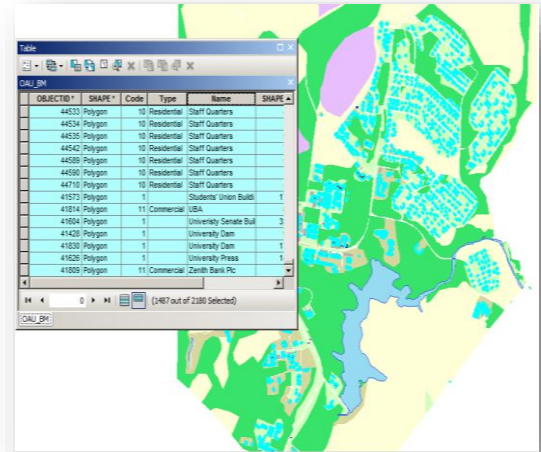 Table
OAU_BM
OBJECTID * SHAPE * Code Type Name SHAPE
44533 Polygon 10 Residential Staff Quarters
44534 Polygon 10 Residential Staff Quarters
44535 Polygon 10 Residential Staff Quarters
44542 Polygon 10 Residential Staff Quarters
44589 Polygon 10 Residential Staff Quarters
44590 Polygon 10 Residential Staff Quarters
44710 Polygon 10 Residential Staff Quarters
41573 Polygon 1 Students' Union Buildi 1
41814 Polygon 11 Commercial UBA
41604 Polygon 1 Univeristy Senate Buil 3
41428 Polygon 1 University Dam
41830 Polygon 1 University Dam 1
41626 Polygon 1 University Press 1
41809 Polygon 11 Commercial Zenith Bank Plc
0 (1487 out of 2180 Selected)
OAU_BM